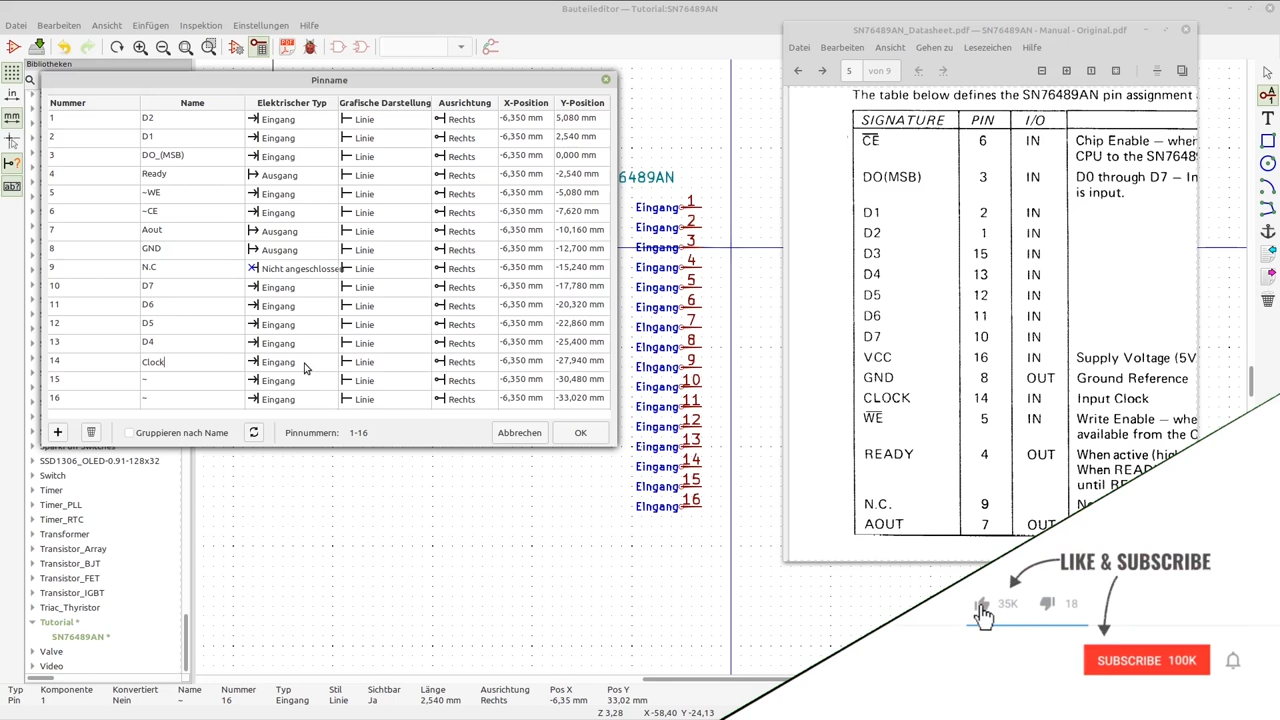 Bauteileditor — Tutorial:SN76489AN
Datei Bearbeiten Ansicht Einfügen Inspektion Einstellungen Hilfe
Bibliotheken
in
mm
ab?
Pinname
Nummer Name Elektrischer Typ Grafische Darstellung Ausrichtung X-Position Y-Position
1 D2 Eingang Linie Rechts -6,350 mm 5,080 mm
2 D1 Eingang Linie Rechts -6,350 mm 2,540 mm
3 DO_(MSB) Eingang Linie Rechts -6,350 mm 0,000 mm
4 Ready Ausgang Linie Rechts -6,350 mm -2,540 mm
5 ~WE Eingang Linie Rechts -6,350 mm -5,080 mm
6 ~CE Eingang Linie Rechts -6,350 mm -7,620 mm
7 Aout Ausgang Linie Rechts -6,350 mm -10,160 mm
8 GND Ausgang Linie Rechts -6,350 mm -12,700 mm
9 N.C Nicht angeschlossen Linie Rechts -6,350 mm -15,240 mm
10 D7 Eingang Linie Rechts -6,350 mm -17,780 mm
11 D6 Eingang Linie Rechts -6,350 mm -20,320 mm
12 D5 Eingang Linie Rechts -6,350 mm -22,860 mm
13 D4 Eingang Linie Rechts -6,350 mm -25,400 mm
14 Clock Eingang Linie Rechts -6,350 mm -27,940 mm
15 ~ Eingang Linie Rechts -6,350 mm -30,480 mm
16 ~ Eingang Linie Rechts -6,350 mm -33,020 mm
Gruppieren nach Name Pinnummern: 1-16 Abbrechen OK
SSD1306_OLED-0.91-128x32
Switch
Timer
Timer_PLL
Timer_RTC
Transformer
Transistor_Array
Transistor_BJT
Transistor_FET
Transistor_IGBT
Triac_Thyristor
Tutorial *
SN76489AN *
Valve
Video
6489AN
Eingang 1
Eingang 2
Eingang 3
Eingang 4
Eingang 5
Eingang 6
Eingang 7
Eingang 8
Eingang 9
Eingang 10
Eingang 11
Eingang 12
Eingang 13
Eingang 14
Eingang 15
Eingang 16
SN76489AN_Datasheet.pdf — SN76489AN - Manual - Original.pdf
Datei Bearbeiten Ansicht Gehen zu Lesezeichen Hilfe
5 von 9
The table below defines the SN76489AN pin assignment
SIGNATURE PIN I/O
CE 6 IN Chip Enable — when
CPU to the SN7648
DO(MSB) 3 IN D0 through D7 — In
is input.
D1 2 IN
D2 1 IN
D3 15 IN
D4 13 IN
D5 12 IN
D6 11 IN
D7 10 IN
VCC 16 IN Supply Voltage (5V
GND 8 OUT Ground Reference
CLOCK 14 IN Input Clock
WE 5 IN Write Enable — whe
available from the C
READY 4 OUT When active (hig
When READ
until RE
N.C. 9
AOUT 7 OUT
LIKE & SUBSCRIBE
35K 18
SUBSCRIBE 100K
Typ Komponente Konvertiert Name Nummer Typ Stil Sichtbar Länge Ausrichtung Pos X Pos Y
Pin 1 Nein ~ 16 Eingang Linie Ja 2,540 mm Rechts -6,35 mm 33,02 mm
Z 3,28 X -58,40 Y -24,13